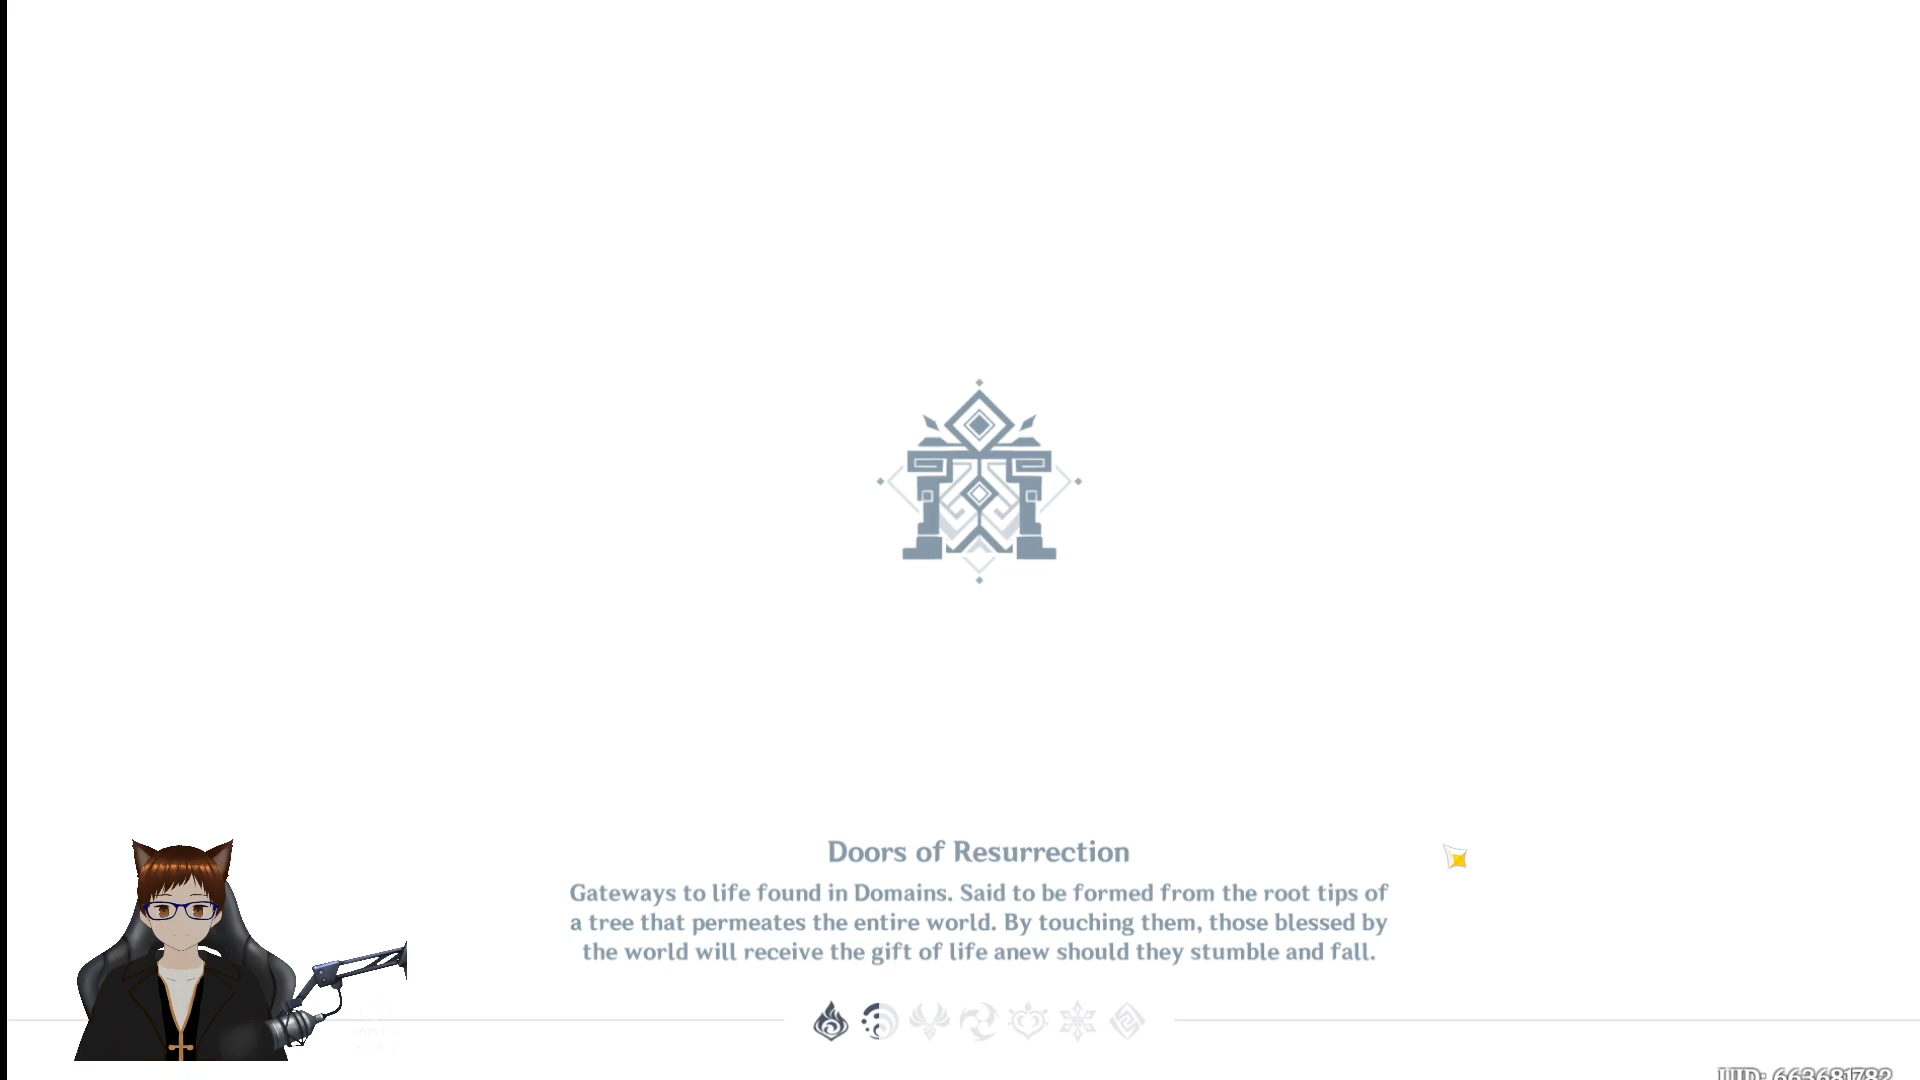 Doors of Resurrection
Gateways to life found in Domains. Said to be formed from the root tips of
a tree that permeates the entire world. By touching them, those blessed by
the world will receive the gift of life anew should they stumble and fall.
UID: 663681782